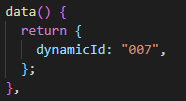 data() {
  return {
    dynamicId: "007",
  };
},